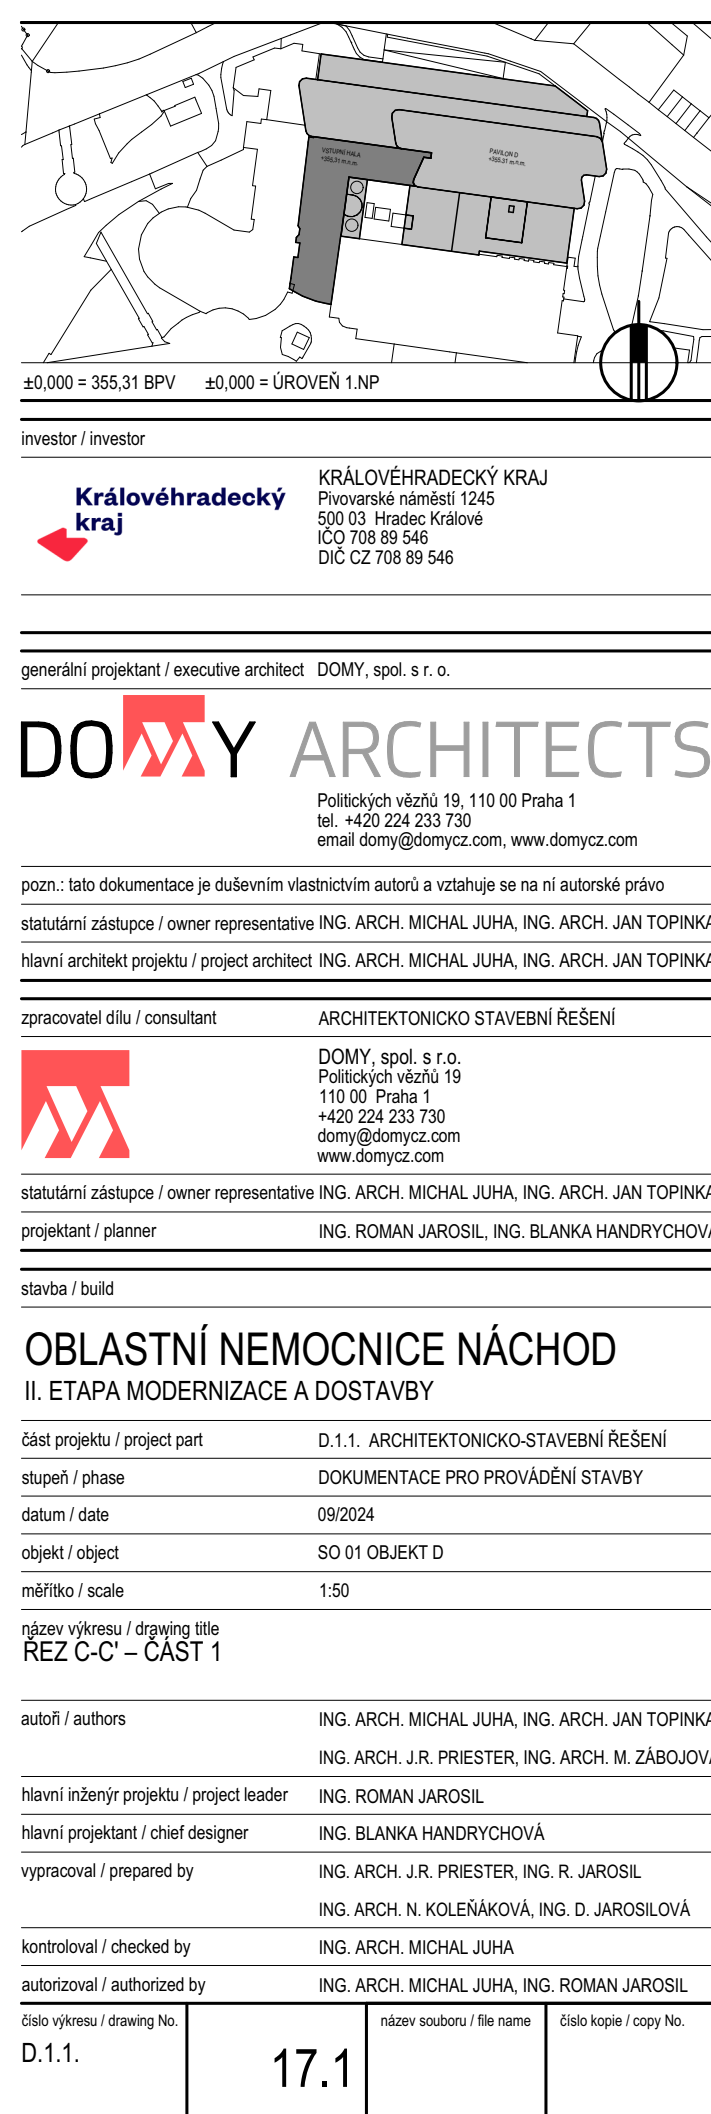 VSTUPNÍ HALA
+355,31 m.n.m.
PAVILON D
+355,31 m.n.m.
±0,000 = 355,31 BPV ±0,000 = ÚROVEŇ 1.NP
investor / investor
Královéhradecký
kraj
KRÁLOVÉHRADECKÝ KRAJ
Pivovarské náměstí 1245
500 03 Hradec Králové
IČO 708 89 546
DIČ CZ 708 89 546
generální projektant / executive architect DOMY, spol. s r. o.
DOMY ARCHITECTS
Politických vězňů 19, 110 00 Praha 1
tel. +420 224 233 730
email domy@domycz.com, www.domycz.com
pozn.: tato dokumentace je duševním vlastnictvím autorů a vztahuje se na ní autorské právo
statutární zástupce / owner representative ING. ARCH. MICHAL JUHA, ING. ARCH. JAN TOPINKA
hlavní architekt projektu / project architect ING. ARCH. MICHAL JUHA, ING. ARCH. JAN TOPINKA
zpracovatel dílu / consultant ARCHITEKTONICKO STAVEBNÍ ŘEŠENÍ
DOMY, spol. s r.o.
Politických vězňů 19
110 00 Praha 1
+420 224 233 730
domy@domycz.com
www.domycz.com
statutární zástupce / owner representative ING. ARCH. MICHAL JUHA, ING. ARCH. JAN TOPINKA
projektant / planner ING. ROMAN JAROSIL, ING. BLANKA HANDRYCHOVÁ
stavba / build
OBLASTNÍ NEMOCNICE NÁCHOD
II. ETAPA MODERNIZACE A DOSTAVBY
část projektu / project part D.1.1. ARCHITEKTONICKO-STAVEBNÍ ŘEŠENÍ
stupeň / phase DOKUMENTACE PRO PROVÁDĚNÍ STAVBY
datum / date 09/2024
objekt / object SO 01 OBJEKT D
měřítko / scale 1:50
název výkresu / drawing title
ŘEZ C-C' – ČÁST 1
autoři / authors ING. ARCH. MICHAL JUHA, ING. ARCH. JAN TOPINKA
ING. ARCH. J.R. PRIESTER, ING. ARCH. M. ZÁBOJOVÁ
hlavní inženýr projektu / project leader ING. ROMAN JAROSIL
hlavní projektant / chief designer ING. BLANKA HANDRYCHOVÁ
vypracoval / prepared by ING. ARCH. J.R. PRIESTER, ING. R. JAROSIL
ING. ARCH. N. KOLEŇÁKOVÁ, ING. D. JAROSILOVÁ
kontroloval / checked by ING. ARCH. MICHAL JUHA
autorizoval / authorized by ING. ARCH. MICHAL JUHA, ING. ROMAN JAROSIL
číslo výkresu / drawing No. název souboru / file name číslo kopie / copy No.
D.1.1. 17.1